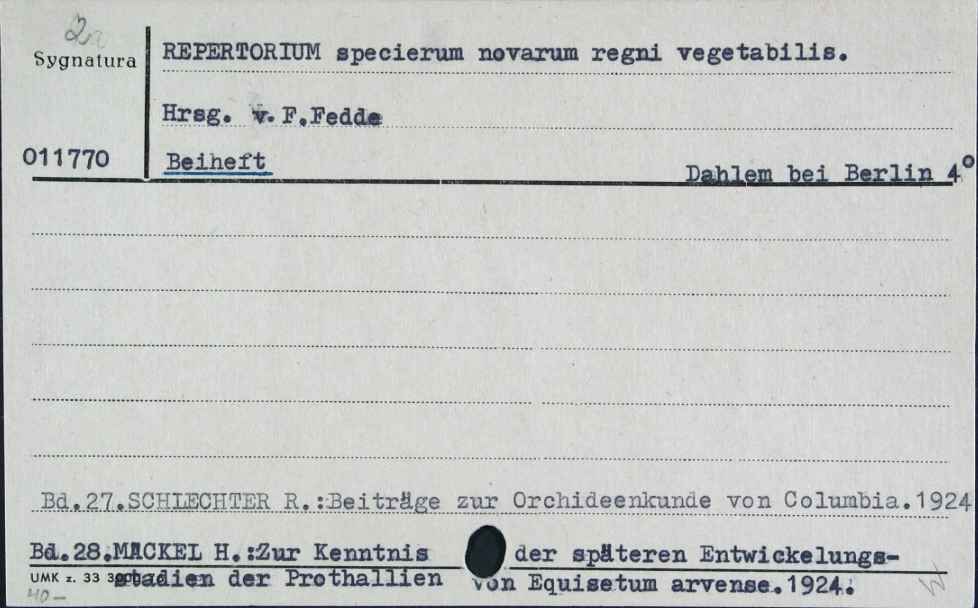 2a
Sygnatura
REPERTORIUM specierum novarum regni vegetabilis.
Hrsg. v. F.Fedde
011770
Beiheft
Dahlem bei Berlin 4°
Bd.27.SCHLECHTER R.:Beiträge zur Orchideenkunde von Columbia.1924
Bd.28.MACKEL H.:Zur Kenntnis der späteren Entwickelungs-
UMK z. 33 stadien der Prothallien von Equisetum arvense.1924.
40-